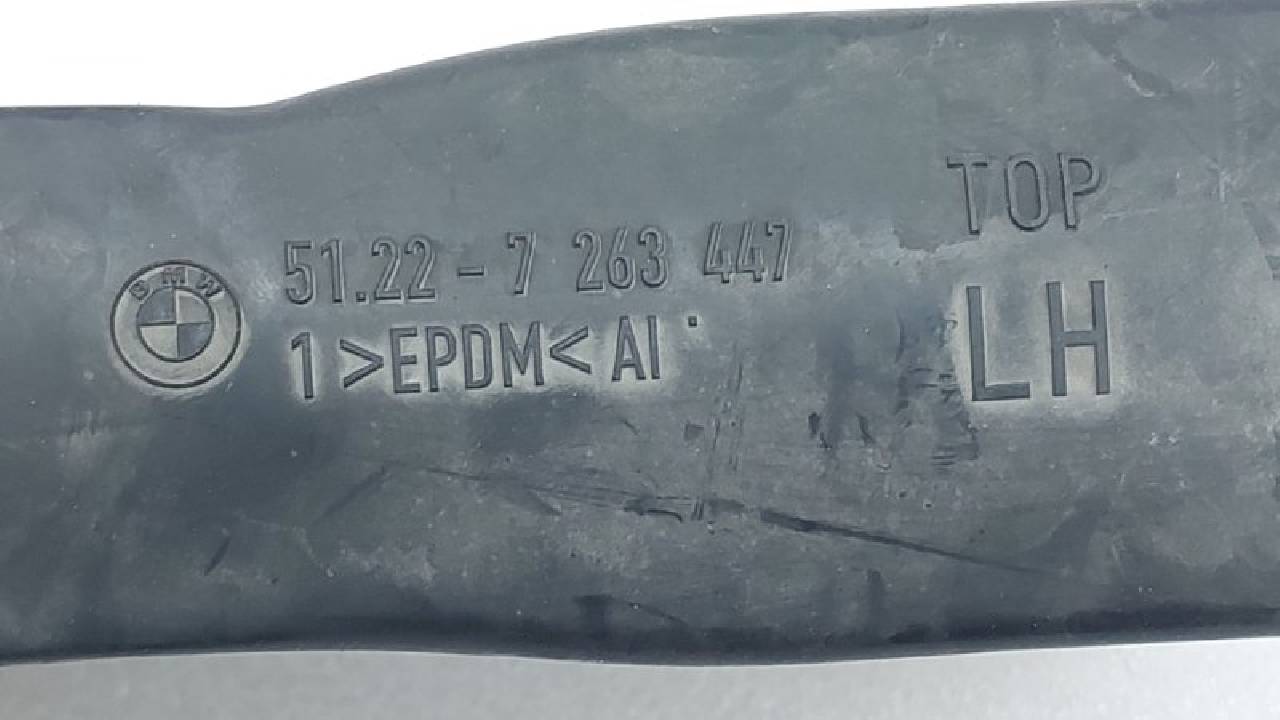 BMW
51.22 - 7 263 447
1 >EPDM< AI
TOP
LH